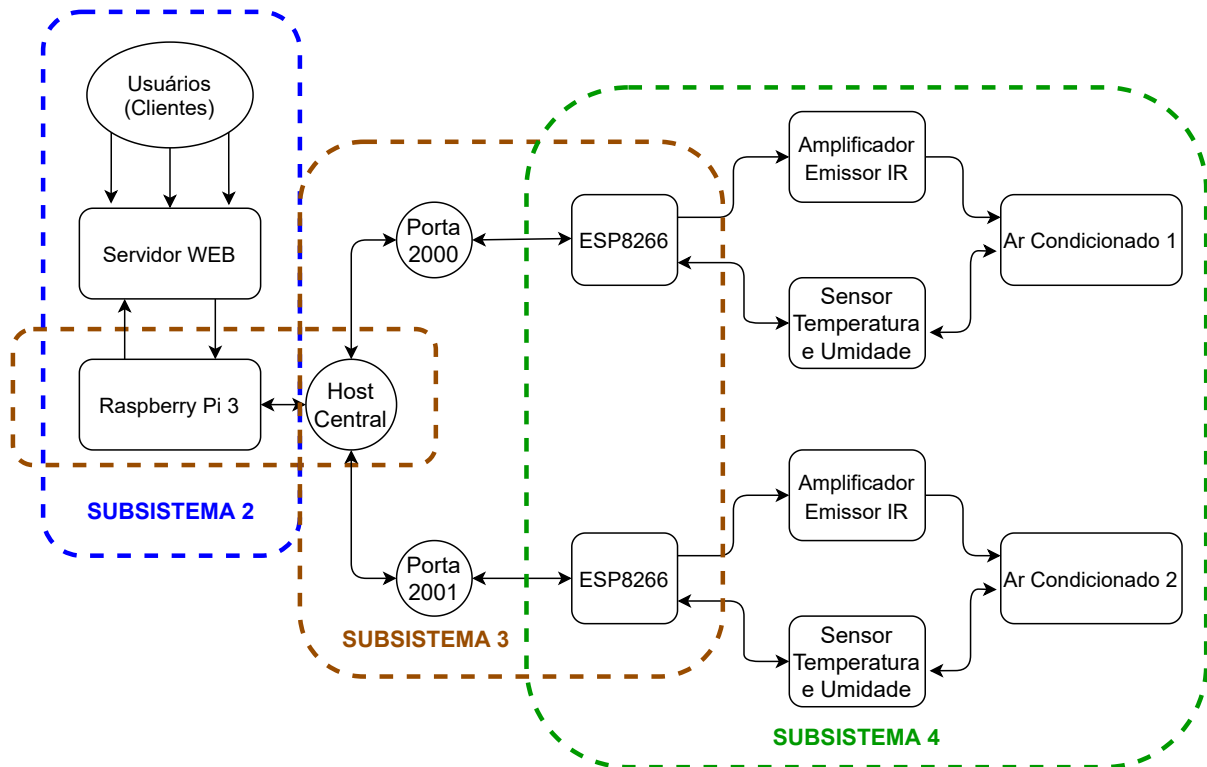 Usuários
(Clientes)
Servidor WEB
Raspberry Pi 3
SUBSISTEMA 2
Host
Central
Porta
2000
Porta
2001
SUBSISTEMA 3
ESP8266
ESP8266
Amplificador
Emissor IR
Sensor
Temperatura
e Umidade
Ar Condicionado 1
Amplificador
Emissor IR
Sensor
Temperatura
e Umidade
Ar Condicionado 2
SUBSISTEMA 4